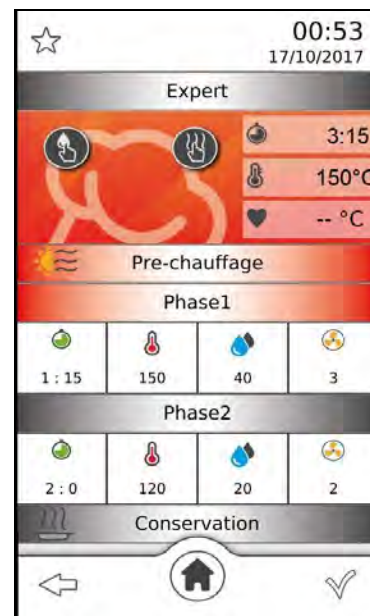 00:53
17/10/2017
Expert
3:15
150°C
-- °C
Pre-chauffage
Phase1
1 : 15 150 40 3
Phase2
2 : 0 120 20 2
Conservation